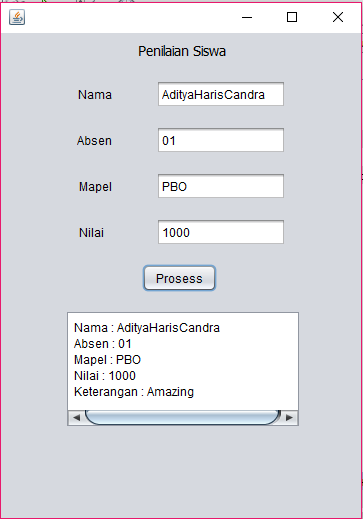 Penilaian Siswa
Nama AdityaHarisCandra
Absen 01
Mapel PBO
Nilai 1000
Prosess
Nama : AdityaHarisCandra
Absen : 01
Mapel : PBO
Nilai : 1000
Keterangan : Amazing